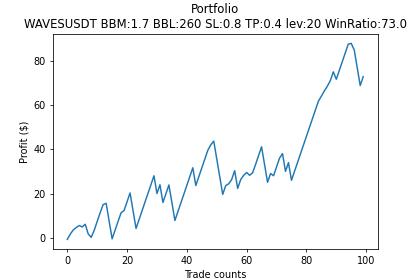 Portfolio
WAVESUSDT BBM:1.7 BBL:260 SL:0.8 TP:0.4 lev:20 WinRatio:73.0
80
60
40
20
0
Profit ($)
0 20 40 60 80 100
Trade counts